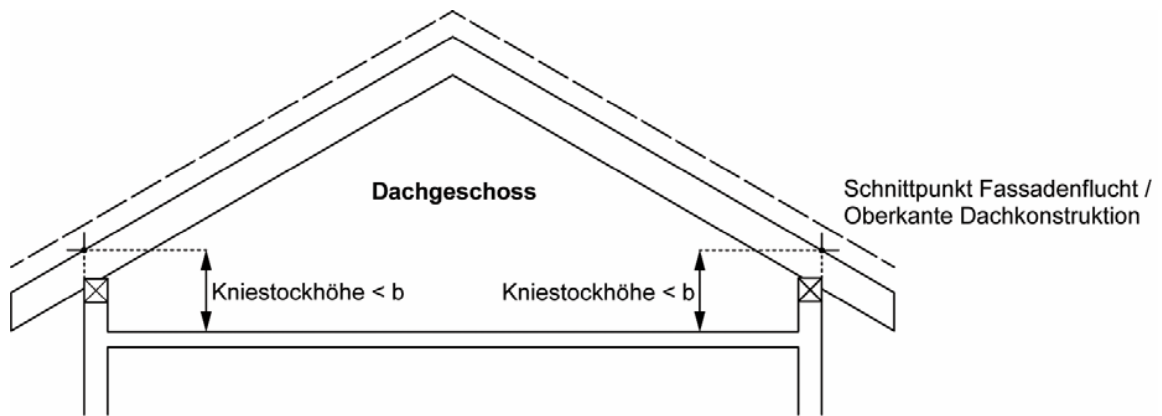 Dachgeschoss
Schnittpunkt Fassadenflucht /
Oberkante Dachkonstruktion
Kniestockhöhe < b
Kniestockhöhe < b